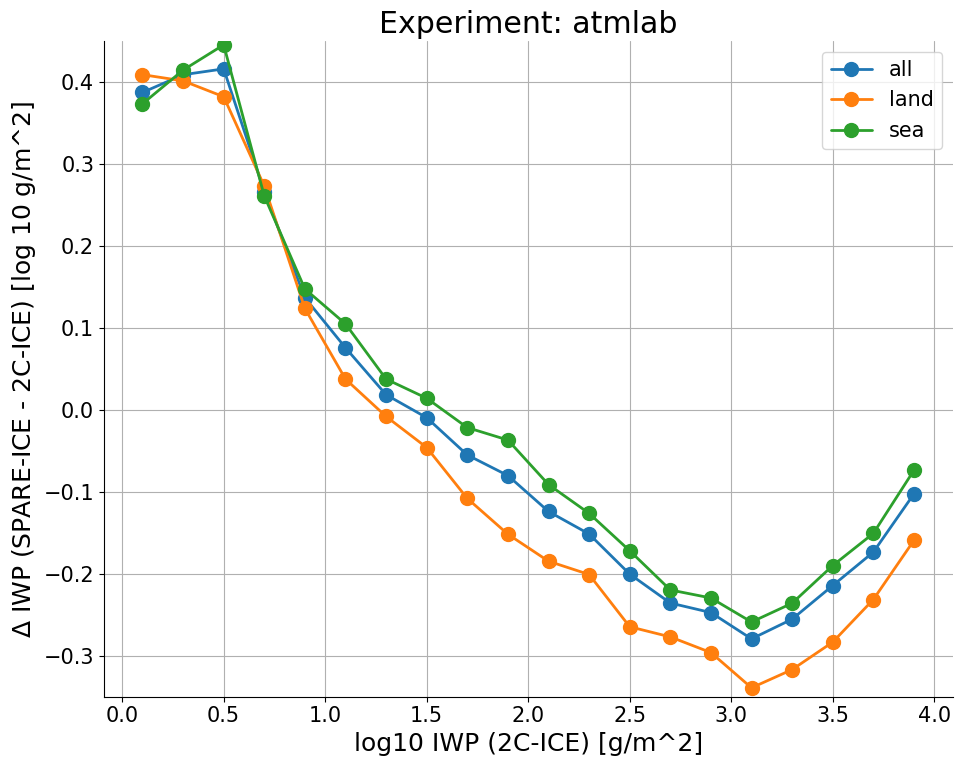 Experiment: atmlab
all
land
sea
Δ IWP (SPARE-ICE - 2C-ICE) [log 10 g/m^2]
0.4
0.3
0.2
0.1
0.0
−0.1
−0.2
−0.3
0.0 0.5 1.0 1.5 2.0 2.5 3.0 3.5 4.0
log10 IWP (2C-ICE) [g/m^2]